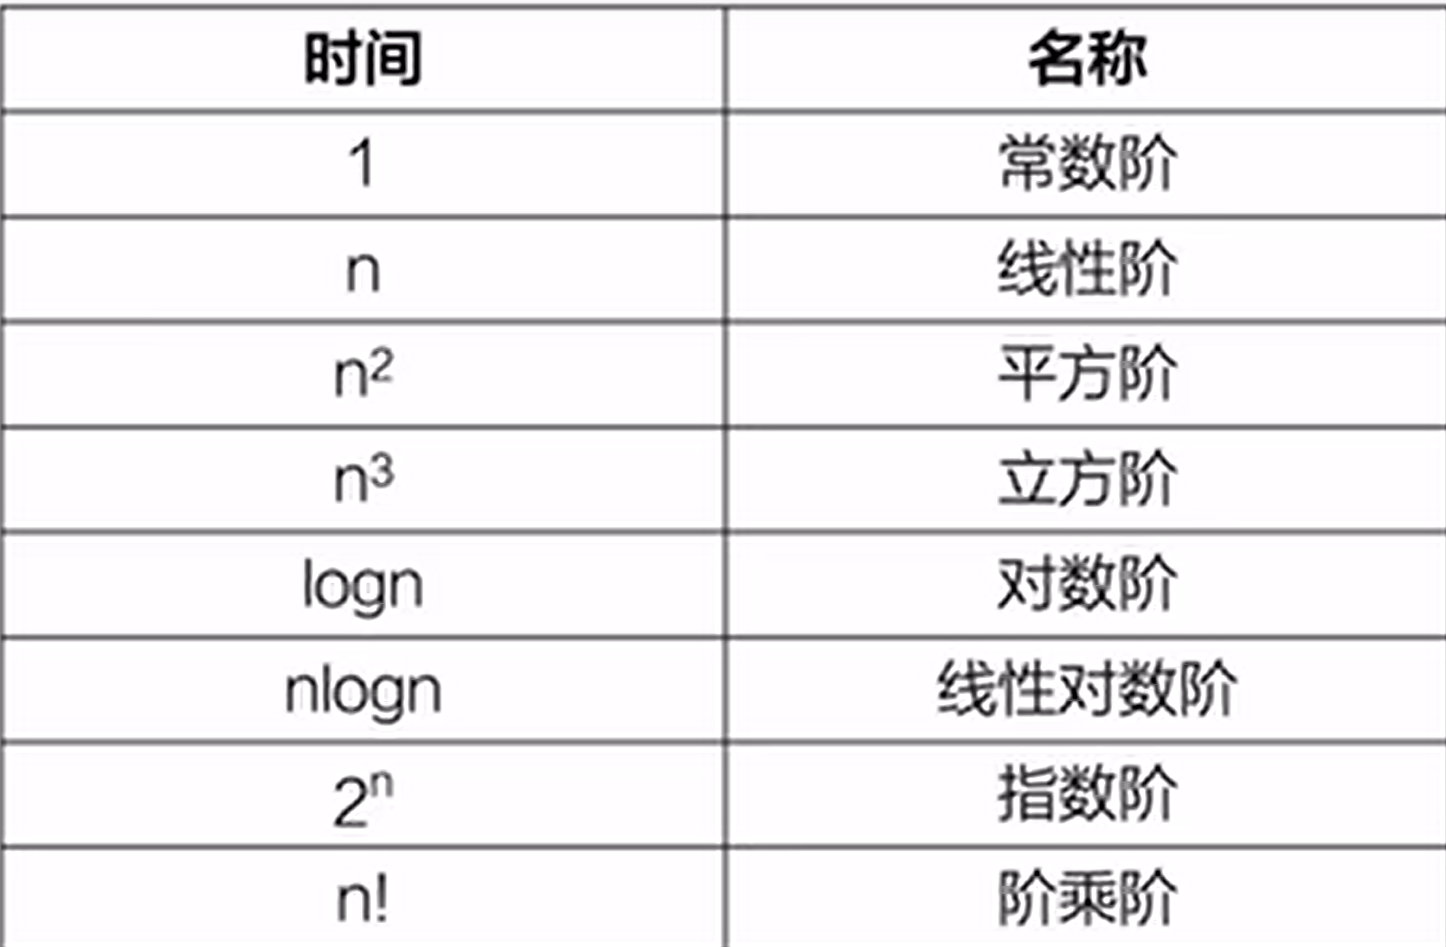 时间 名称
1 常数阶
n 线性阶
n² 平方阶
n³ 立方阶
logn 对数阶
nlogn 线性对数阶
2ⁿ 指数阶
n! 阶乘阶